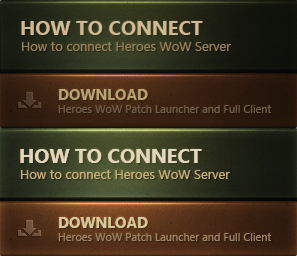 HOW TO CONNECT
How to connect Heroes WoW Server
DOWNLOAD
Heroes WoW Patch Launcher and Full Client
HOW TO CONNECT
How to connect Heroes WoW Server
DOWNLOAD
Heroes WoW Patch Launcher and Full Client